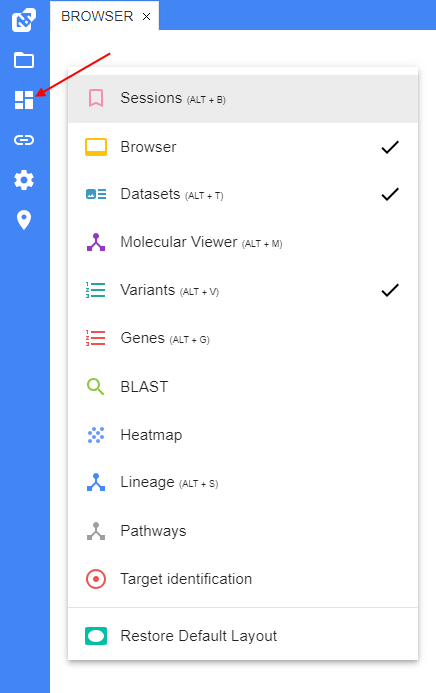 BROWSER
Sessions (ALT + B)
Browser
Datasets (ALT + T)
Molecular Viewer (ALT + M)
Variants (ALT + V)
Genes (ALT + G)
BLAST
Heatmap
Lineage (ALT + S)
Pathways
Target identification
Restore Default Layout